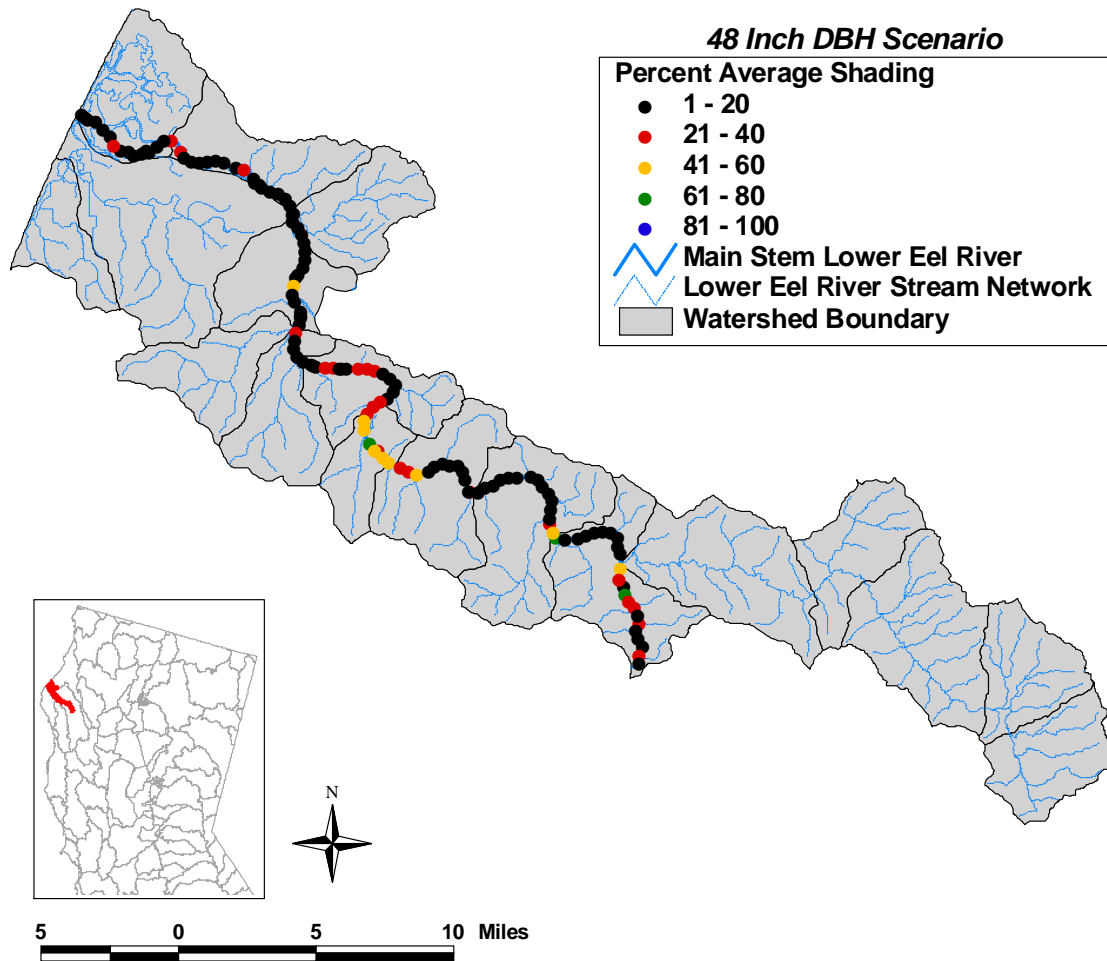 48 Inch DBH Scenario
Percent Average Shading
1 - 20
21 - 40
41 - 60
61 - 80
81 - 100
Main Stem Lower Eel River
Lower Eel River Stream Network
Watershed Boundary
N
5 0 5 10 Miles